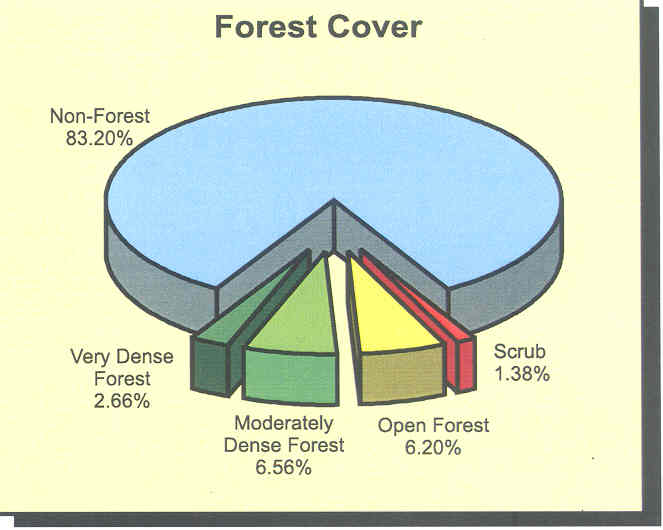 Forest Cover
Non-Forest
83.20%
Very Dense
Forest
2.66%
Moderately
Dense Forest
6.56%
Open Forest
6.20%
Scrub
1.38%